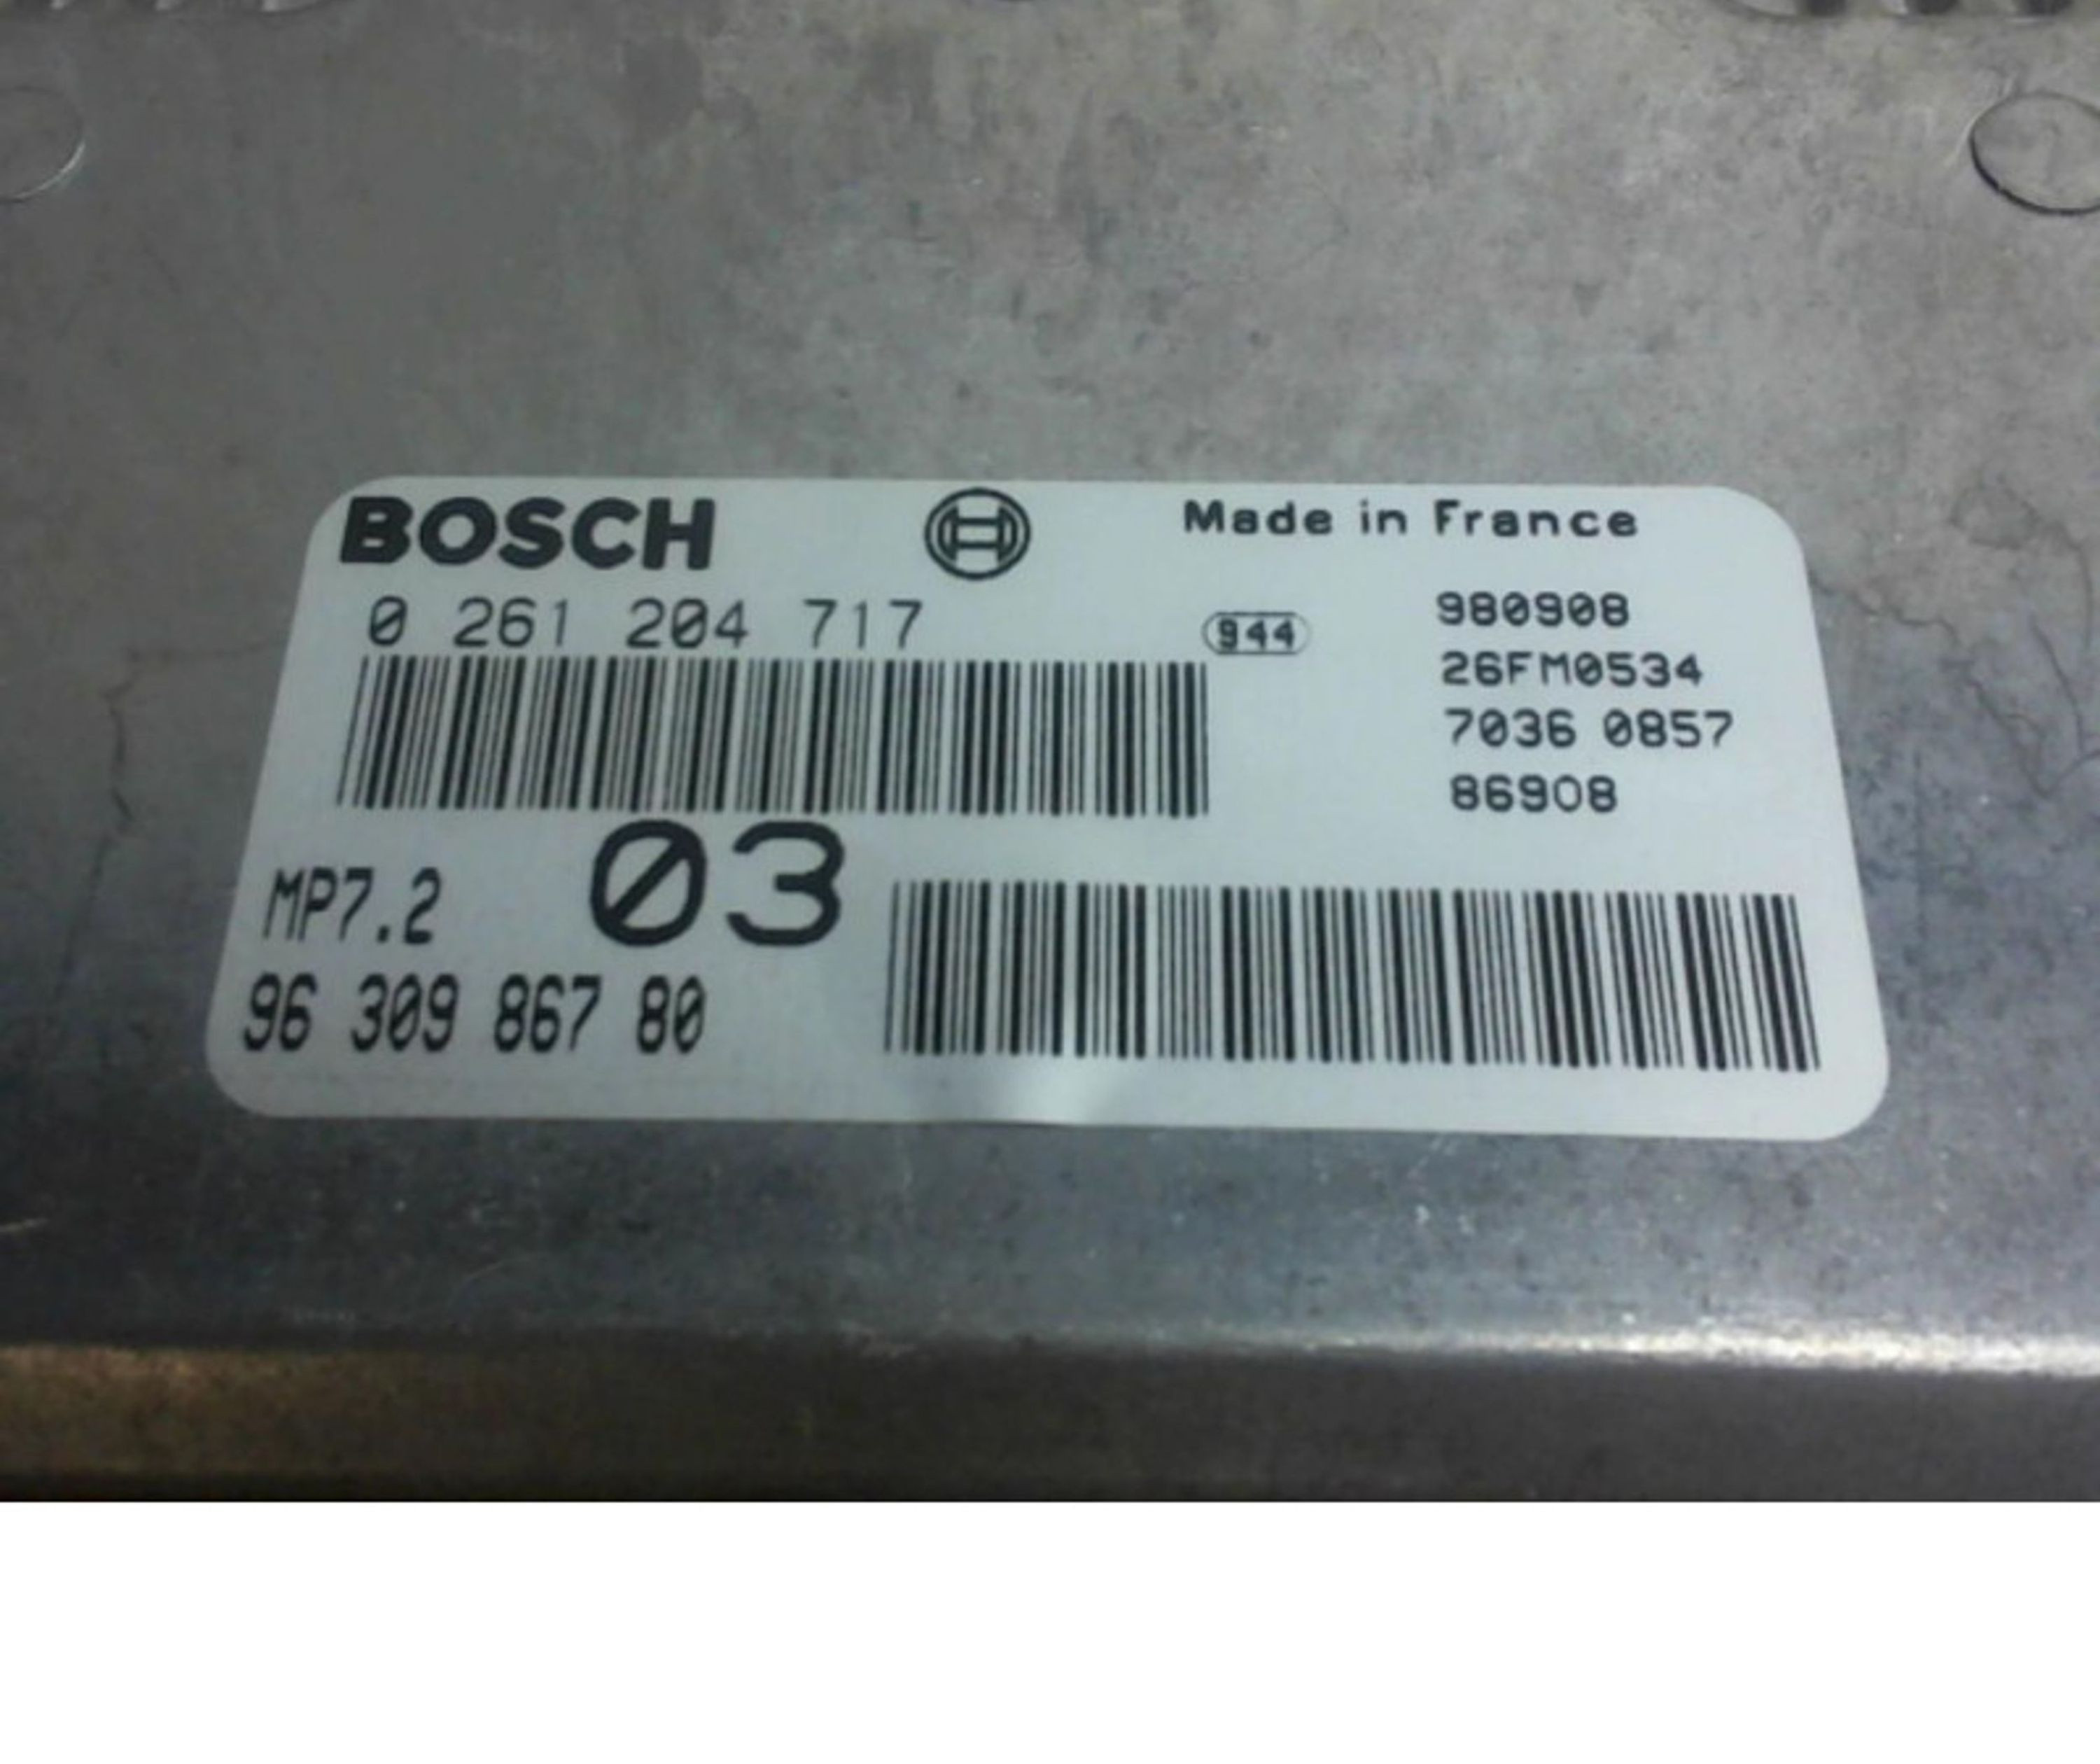 BOSCH
Made in France
0 261 204 717
944
980908
26FM0534
7036 0857
86908
MP7.2
03
96 309 867 80